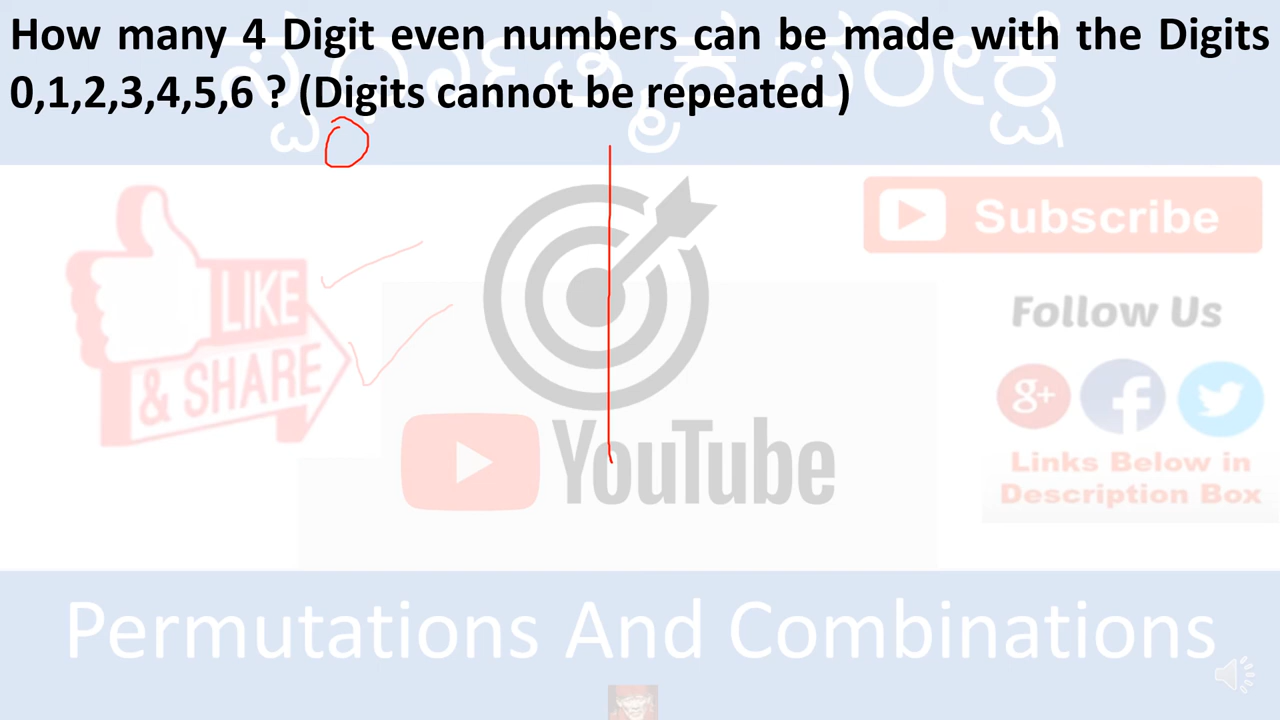 How many 4 Digit even numbers can be made with the Digits
0,1,2,3,4,5,6 ? (Digits cannot be repeated )
Subscribe
LIKE
& SHARE
Follow Us
g+ f
YouTube
Links Below in
Description Box
Permutations And Combinations